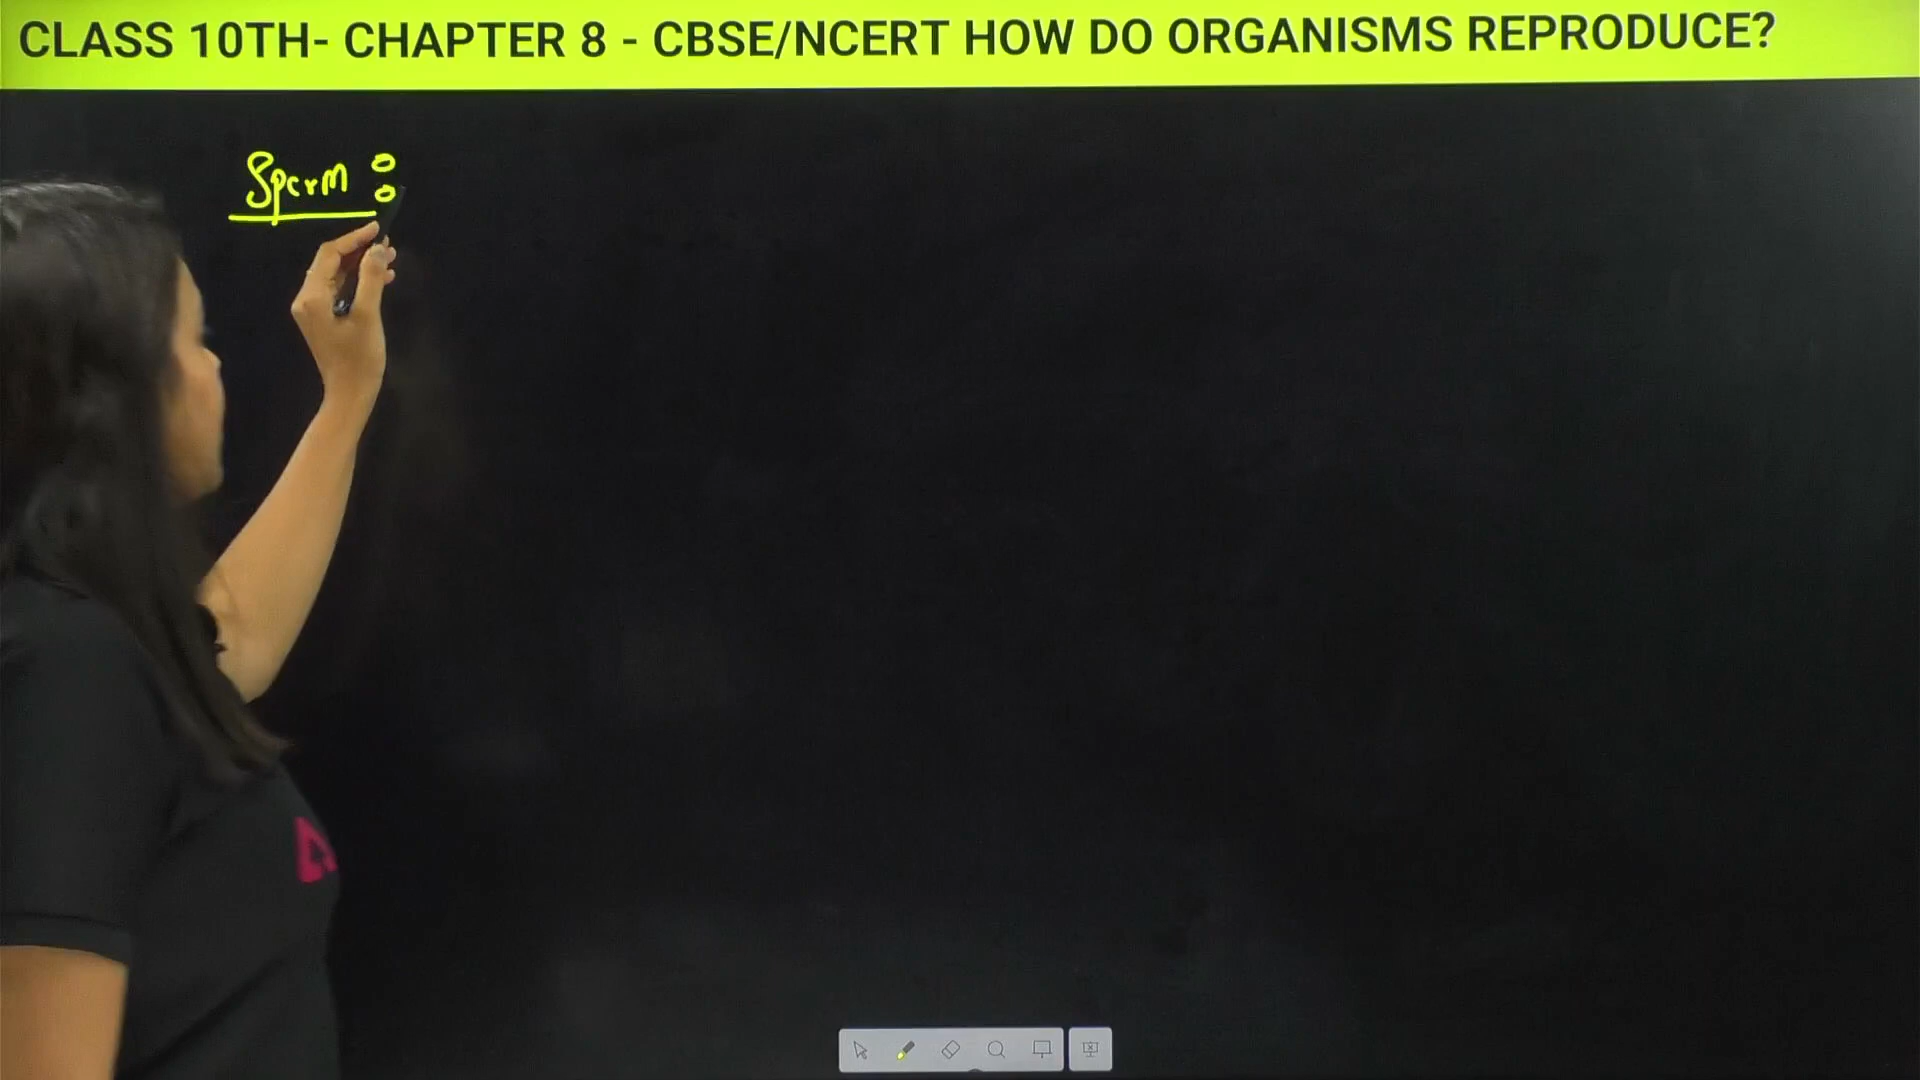 CLASS 10TH- CHAPTER 8 - CBSE/NCERT HOW DO ORGANISMS REPRODUCE?
Sperm :